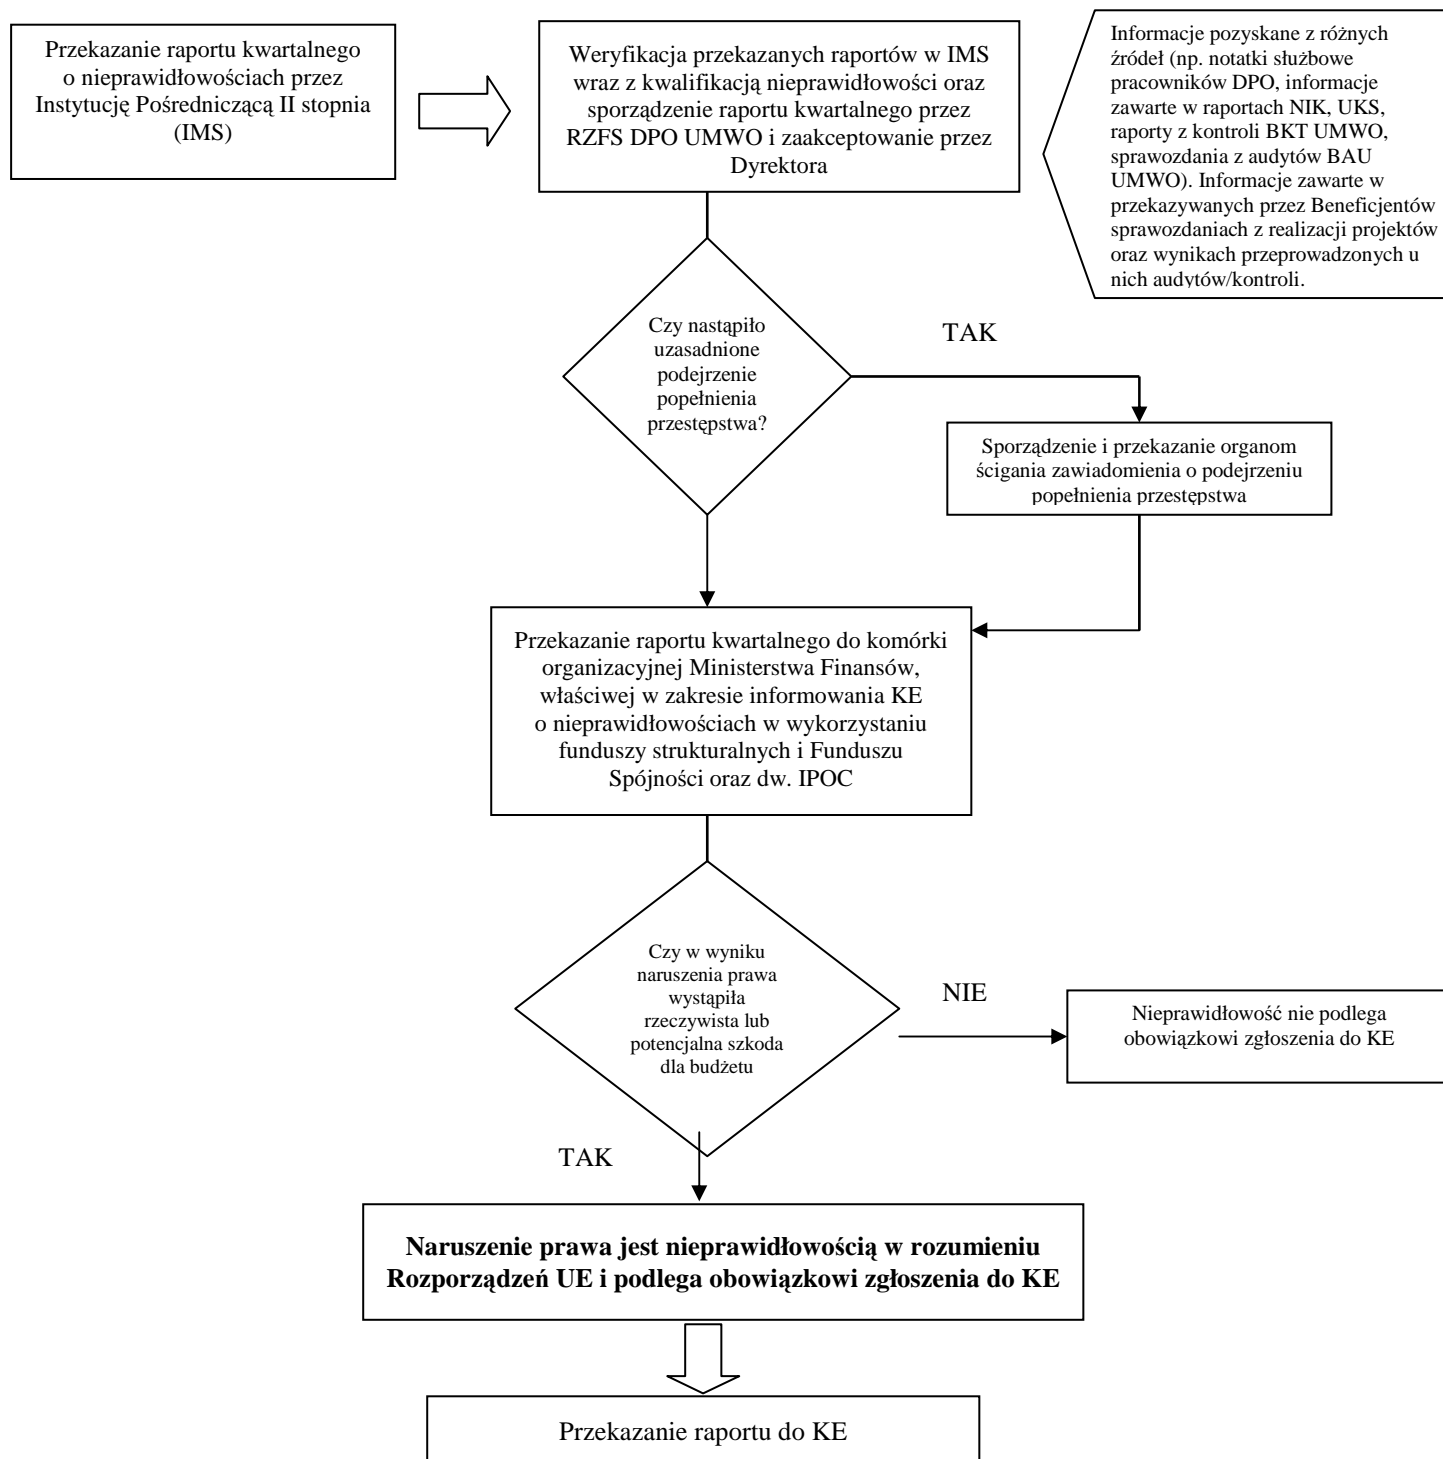 Przekazanie raportu kwartalnego
o nieprawidłowościach przez
Instytucję Pośredniczącą II stopnia
(IMS)
Weryfikacja przekazanych raportów w IMS
wraz z kwalifikacją nieprawidłowości oraz
sporządzenie raportu kwartalnego przez
RZFS DPO UMWO i zaakceptowanie przez
Dyrektora
Informacje pozyskane z różnych
źródeł (np. notatki służbowe
pracowników DPO, informacje
zawarte w raportach NIK, UKS,
raporty z kontroli BKT UMWO,
sprawozdania z audytów BAU
UMWO). Informacje zawarte w
przekazywanych przez Beneficjentów
sprawozdaniach z realizacji projektów
oraz wynikach przeprowadzonych u
nich audytów/kontroli.
Czy nastąpiło
uzasadnione
podejrzenie
popełnienia
przestępstwa?
TAK
Sporządzenie i przekazanie organom
ścigania zawiadomienia o podejrzeniu
popełnienia przestępstwa
Przekazanie raportu kwartalnego do komórki
organizacyjnej Ministerstwa Finansów,
właściwej w zakresie informowania KE
o nieprawidłowościach w wykorzystaniu
funduszy strukturalnych i Funduszu
Spójności oraz dw. IPOC
Czy w wyniku
naruszenia prawa
wystąpiła
rzeczywista lub
potencjalna szkoda
dla budżetu
NIE
Nieprawidłowość nie podlega
obowiązkowi zgłoszenia do KE
TAK
Naruszenie prawa jest nieprawidłowością w rozumieniu
Rozporządzeń UE i podlega obowiązkowi zgłoszenia do KE
Przekazanie raportu do KE